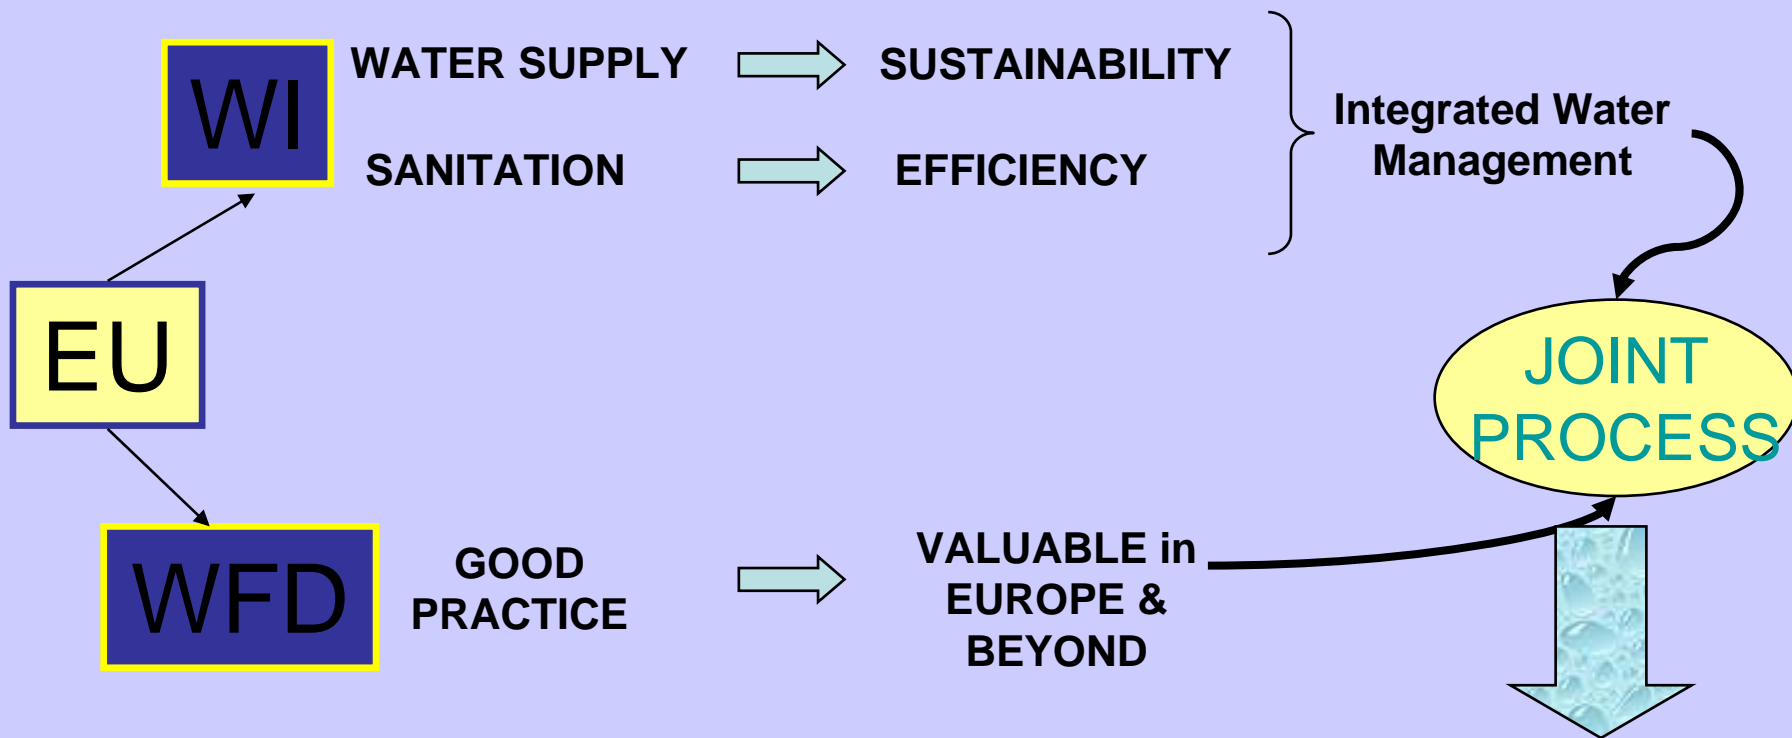 WI
WATER SUPPLY
SUSTAINABILITY
SANITATION
EFFICIENCY
Integrated Water
Management
EU
JOINT
PROCESS
WFD
GOOD
PRACTICE
VALUABLE in
EUROPE &
BEYOND